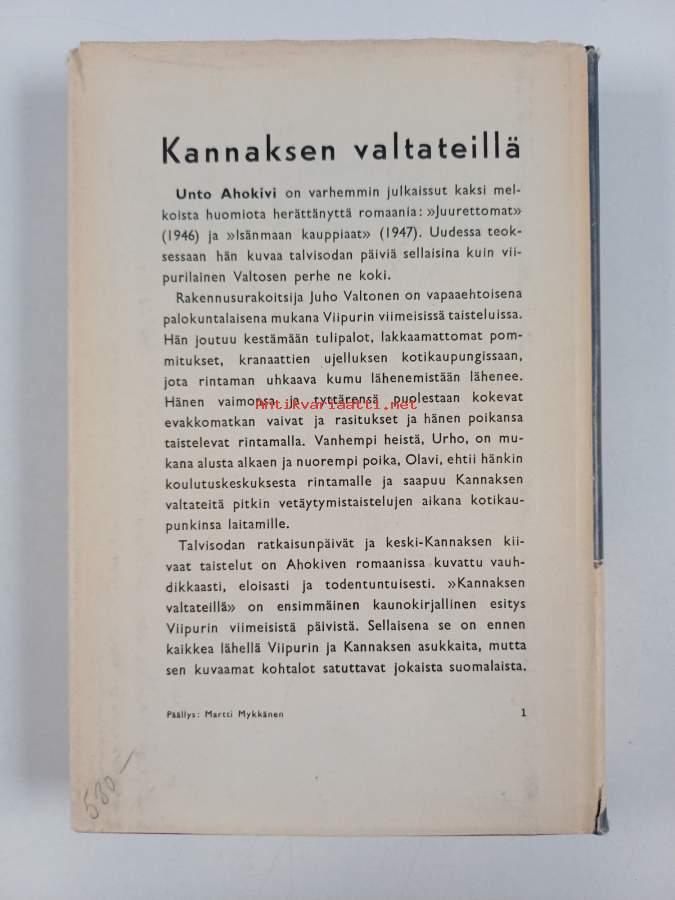 Kannaksen valtateillä
Unto Ahokivi on varhemmin julkaissut kaksi mel-
koista huomiota herättänyttä romaania: »Juurettomat»
(1946) ja »Isänmaan kauppiaat» (1947). Uudessa teok-
sessaan hän kuvaa talvisodan päiviä sellaisina kuin vii-
purilainen Valtosen perhe ne koki.
Rakennusurakoitsija Juho Valtonen on vapaaehtoisena
palokuntalaisena mukana Viipurin viimeisissä taisteluissa.
Hän joutuu kestämään tulipalot, lakkaamattomat pom-
mitukset, kranaattien ujelluksen kotikaupungissaan,
jota rintaman uhkaava kumu lähenemistään lähenee.
Hänen vaimonsa ja tyttärensä puolestaan kokevat
Antikvariaatti.net
evakkomatkan vaivat ja rasitukset ja hänen poikansa
taistelevat rintamalla. Vanhempi heistä, Urho, on mu-
kana alusta alkaen ja nuorempi poika, Olavi, ehtii hänkin
koulutuskeskuksesta rintamalle ja saapuu Kannaksen
valtateitä pitkin vetäytymistaistelujen aikana kotikau-
punkinsa laitamille.
Talvisodan ratkaisunpäivät ja keski-Kannaksen kii-
vaat taistelut on Ahokiven romaanissa kuvattu vauh-
dikkaasti, eloisasti ja todentuntuisesti. »Kannaksen
valtateillä» on ensimmäinen kaunokirjallinen esitys
Viipurin viimeisistä päivistä. Sellaisena se on ennen
kaikkea lähellä Viipurin ja Kannaksen asukkaita, mutta
sen kuvaamat kohtalot satuttavat jokaista suomalaista.
Päällys: Martti Mykkänen 1
580-